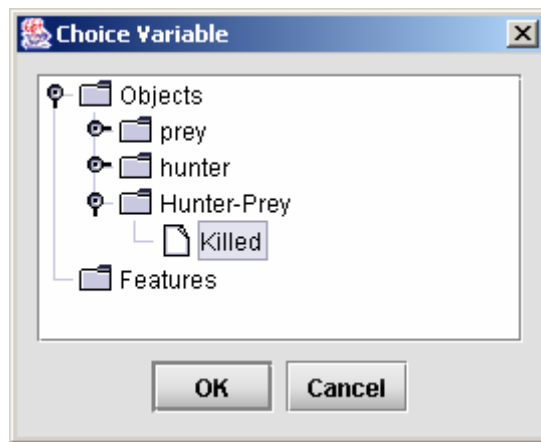 Choice Variable
Objects
prey
hunter
Hunter-Prey
Killed
Features
OK Cancel